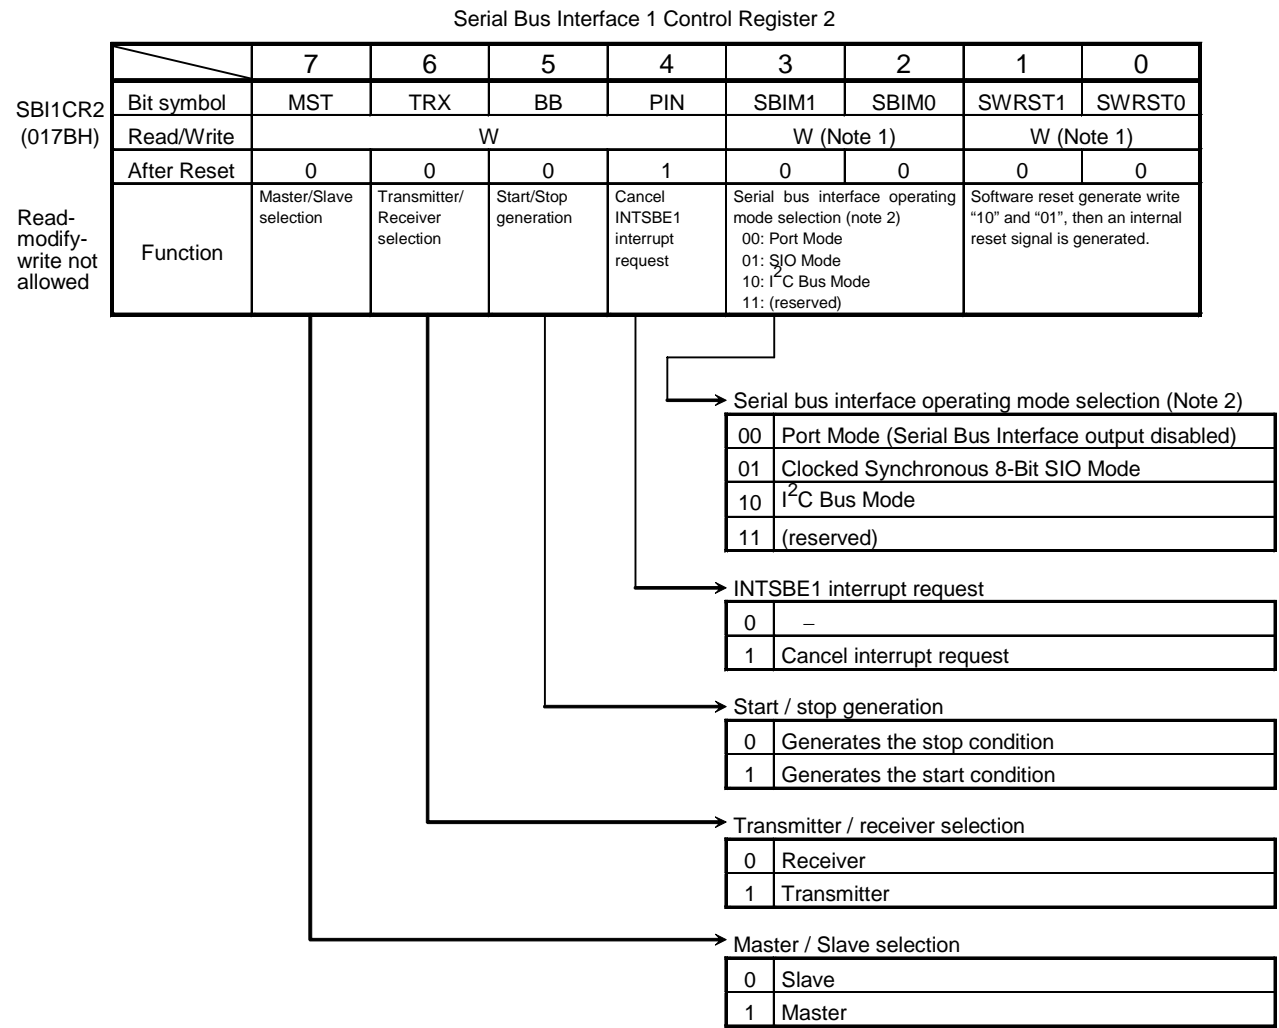 Serial Bus Interface 1 Control Register 2
7 6 5 4 3 2 1 0
SBI1CR2
(017BH)
Bit symbol MST TRX BB PIN SBIM1 SBIM0 SWRST1 SWRST0
Read/Write W W (Note 1) W (Note 1)
After Reset 0 0 0 1 0 0 0 0
Read-
modify-
write not
allowed
Function
Master/Slave
selection
Transmitter/
Receiver
selection
Start/Stop
generation
Cancel
INTSBE1
interrupt
request
Serial bus interface operating
mode selection (note 2)
00: Port Mode
01: SIO Mode
10: I²C Bus Mode
11: (reserved)
Software reset generate write
“10” and “01”, then an internal
reset signal is generated.
Serial bus interface operating mode selection (Note 2)
00 Port Mode (Serial Bus Interface output disabled)
01 Clocked Synchronous 8-Bit SIO Mode
10 I²C Bus Mode
11 (reserved)
INTSBE1 interrupt request
0 –
1 Cancel interrupt request
Start / stop generation
0 Generates the stop condition
1 Generates the start condition
Transmitter / receiver selection
0 Receiver
1 Transmitter
Master / Slave selection
0 Slave
1 Master